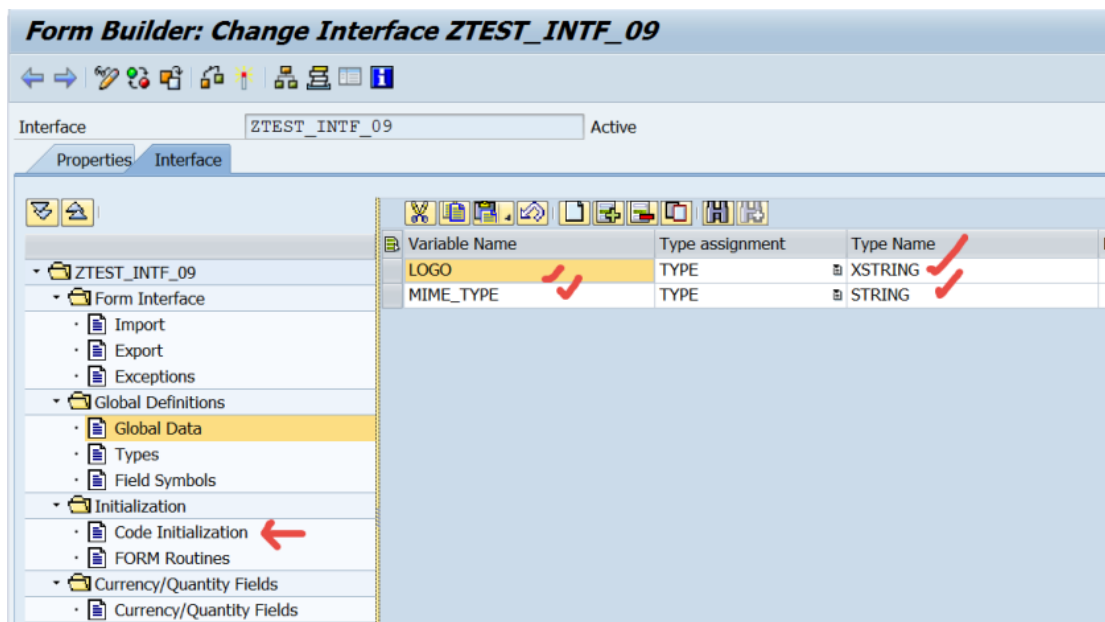 Form Builder: Change Interface ZTEST_INTF_09
Interface ZTEST_INTF_09 Active
Properties Interface
Variable Name Type assignment Type Name
LOGO TYPE XSTRING
MIME_TYPE TYPE STRING
ZTEST_INTF_09
Form Interface
Import
Export
Exceptions
Global Definitions
Global Data
Types
Field Symbols
Initialization
Code Initialization
FORM Routines
Currency/Quantity Fields
Currency/Quantity Fields